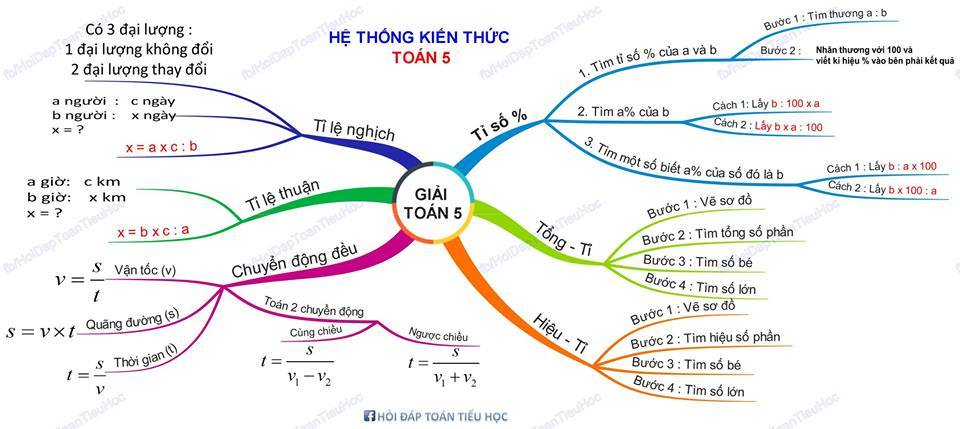 HỆ THỐNG KIẾN THỨC
TOÁN 5
GIẢI
TOÁN 5
Tỉ lệ nghịch
Có 3 đại lượng :
1 đại lượng không đổi
2 đại lượng thay đổi
a người : c ngày
b người : x ngày
x = ?
x = a x c : b
Tỉ lệ thuận
a giờ: c km
b giờ: x km
x = ?
x = b x c : a
Chuyển động đều
v = s / t
Vận tốc (v)
s = v × t
Quãng đường (s)
t = s / v
Thời gian (t)
Toán 2 chuyển động
Cùng chiều
t = s / (v₁ − v₂)
Ngược chiều
t = s / (v₁ + v₂)
Tỉ số %
1. Tìm tỉ số % của a và b
Bước 1 : Tìm thương a : b
Bước 2 : Nhân thương với 100 và
viết kí hiệu % vào bên phải kết quả
2. Tìm a% của b
Cách 1: Lấy b : 100 x a
Cách 2 : Lấy b x a : 100
3. Tìm một số biết a% của số đó là b
Cách 1 : Lấy b : a x 100
Cách 2 : Lấy b x 100 : a
Tổng - Tỉ
Bước 1 : Vẽ sơ đồ
Bước 2 : Tìm tổng số phần
Bước 3 : Tìm số bé
Bước 4 : Tìm số lớn
Hiệu - Tỉ
Bước 1 : Vẽ sơ đồ
Bước 2 : Tìm hiệu số phần
Bước 3 : Tìm số bé
Bước 4 : Tìm số lớn
HỎI ĐÁP TOÁN TIỂU HỌC
fb/HoiDapToanTieuHoc